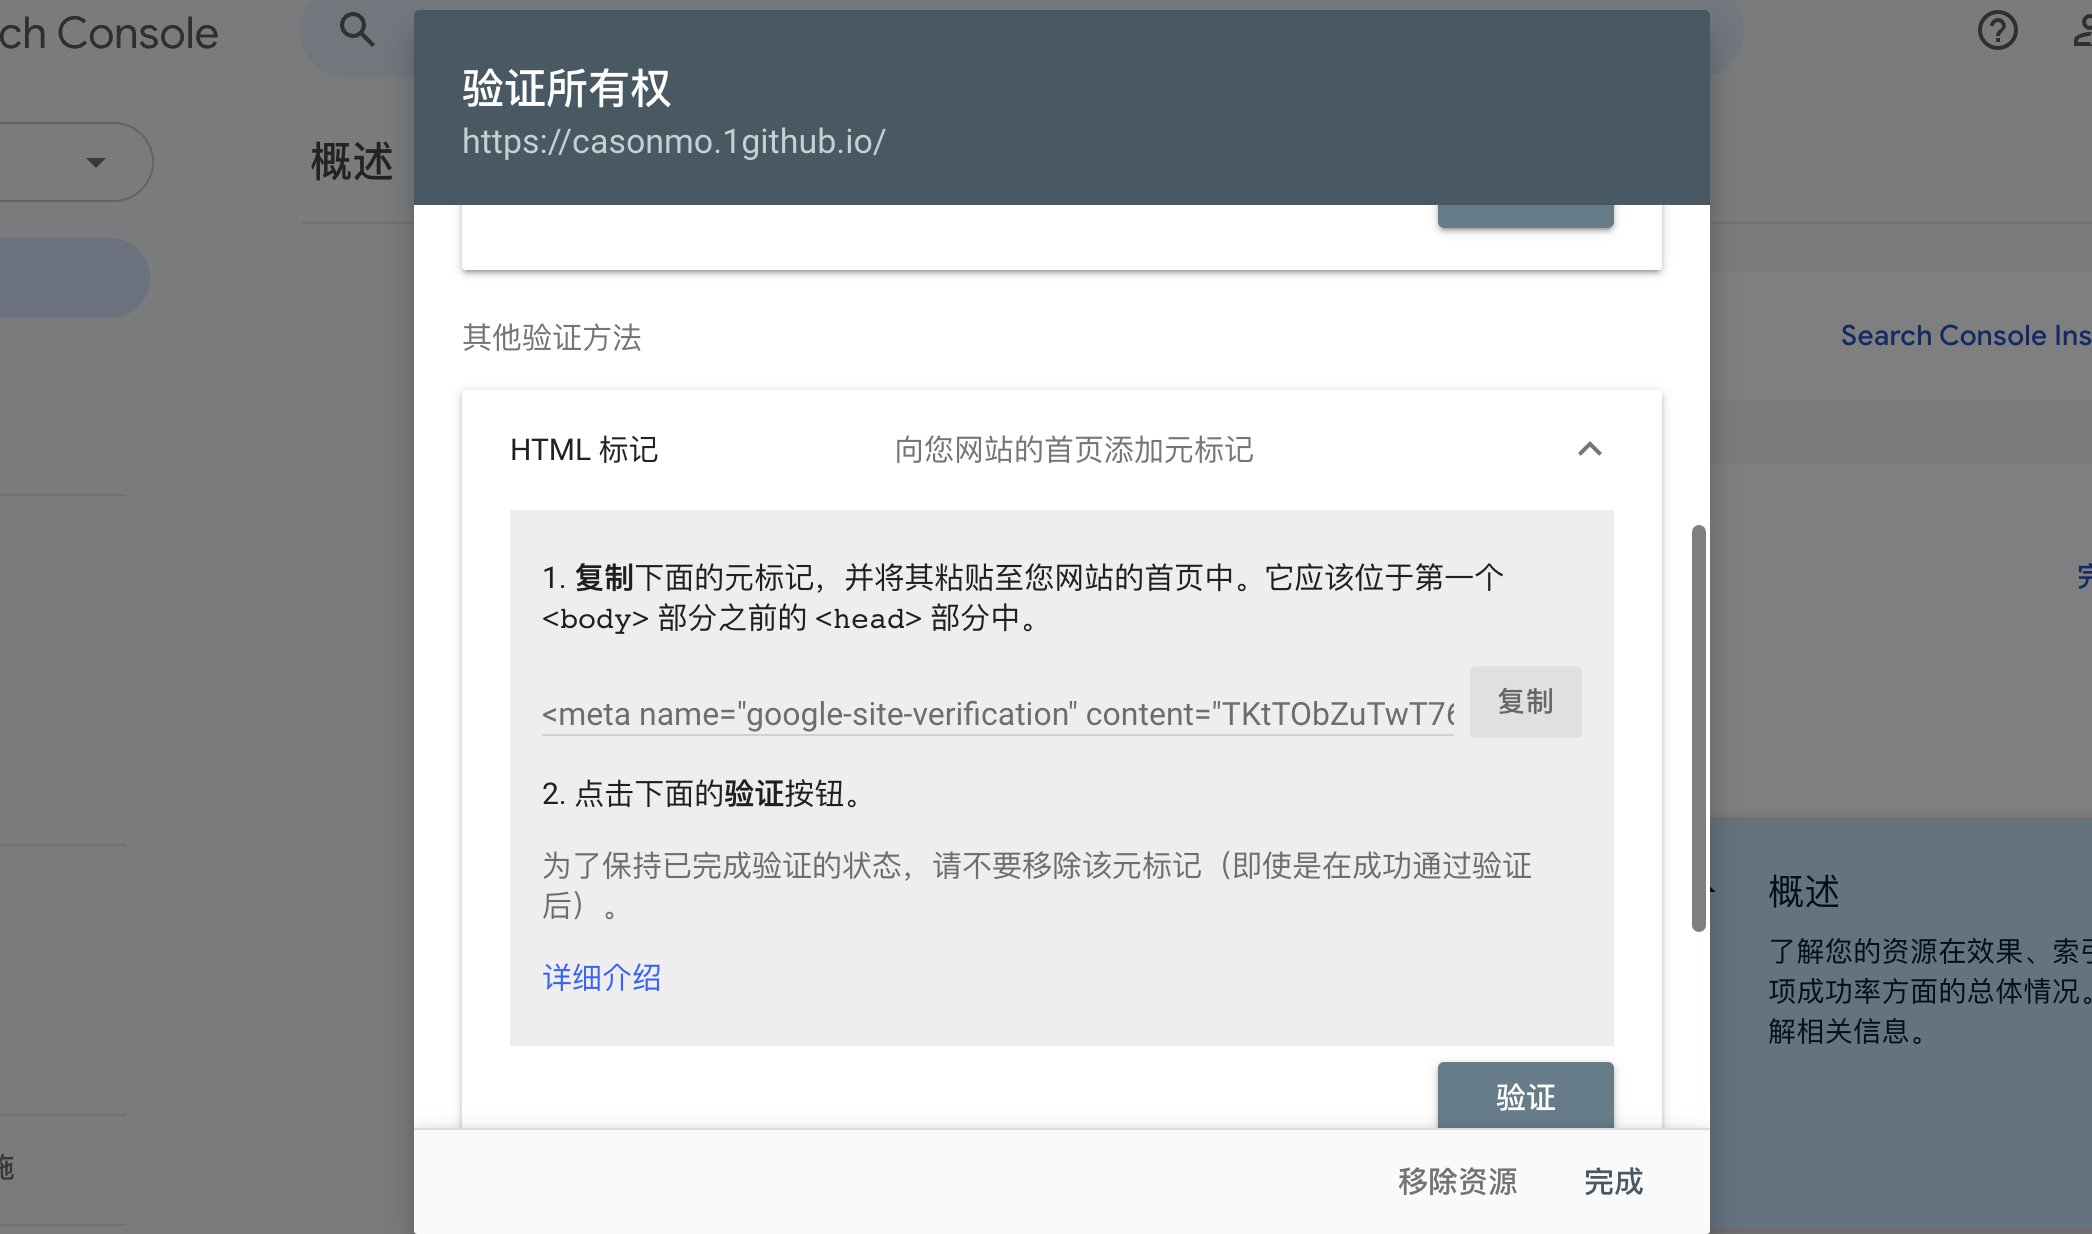 ch Console
概述
验证所有权
https://casonmo.1github.io/
其他验证方法
HTML 标记
向您网站的首页添加元标记
1. 复制下面的元标记，并将其粘贴至您网站的首页中。它应该位于第一个
<body> 部分之前的 <head> 部分中。
<meta name="google-site-verification" content="TKtTObZuTwT76
复制
2. 点击下面的验证按钮。
为了保持已完成验证的状态，请不要移除该元标记（即使是在成功通过验证
后）。
详细介绍
验证
移除资源
完成
Search Console Ins
概述
了解您的资源在效果、索引
项成功率方面的总体情况。
解相关信息。
施